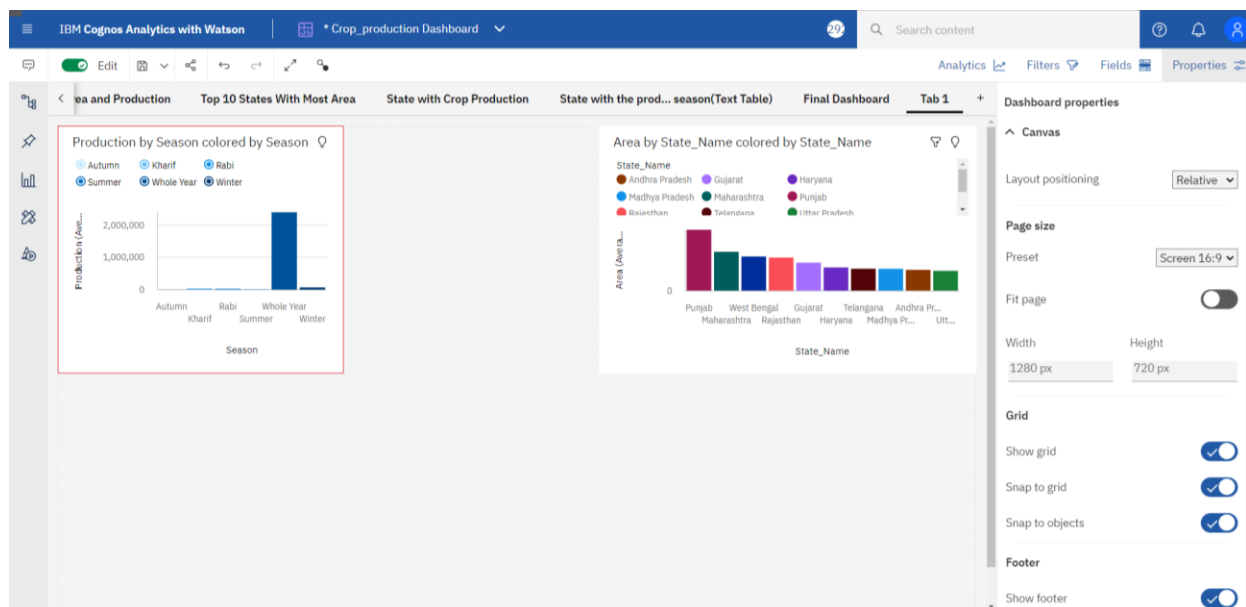 IBM Cognos Analytics with Watson
* Crop_production Dashboard
Search content
Edit
Analytics
Filters
Fields
Properties
rea and Production
Top 10 States With Most Area
State with Crop Production
State with the prod... season(Text Table)
Final Dashboard
Tab 1
+
Production by Season colored by Season
Autumn Kharif Rabi
Summer Whole Year Winter
Production (Ave...
2,000,000
1,000,000
0
Autumn Rabi Whole Year
Kharif Summer Winter
Season
Area by State_Name colored by State_Name
State_Name
Andhra Pradesh Gujarat Haryana
Madhya Pradesh Maharashtra Punjab
Rajasthan Telangana Uttar Pradesh
Area (Avera...
0
Punjab West Bengal Gujarat Telangana Andhra Pr...
Maharashtra Rajasthan Haryana Madhya Pr... Utt...
State_Name
Dashboard properties
Canvas
Layout positioning Relative
Page size
Preset Screen 16:9
Fit page
Width Height
1280 px 720 px
Grid
Show grid
Snap to grid
Snap to objects
Footer
Show footer